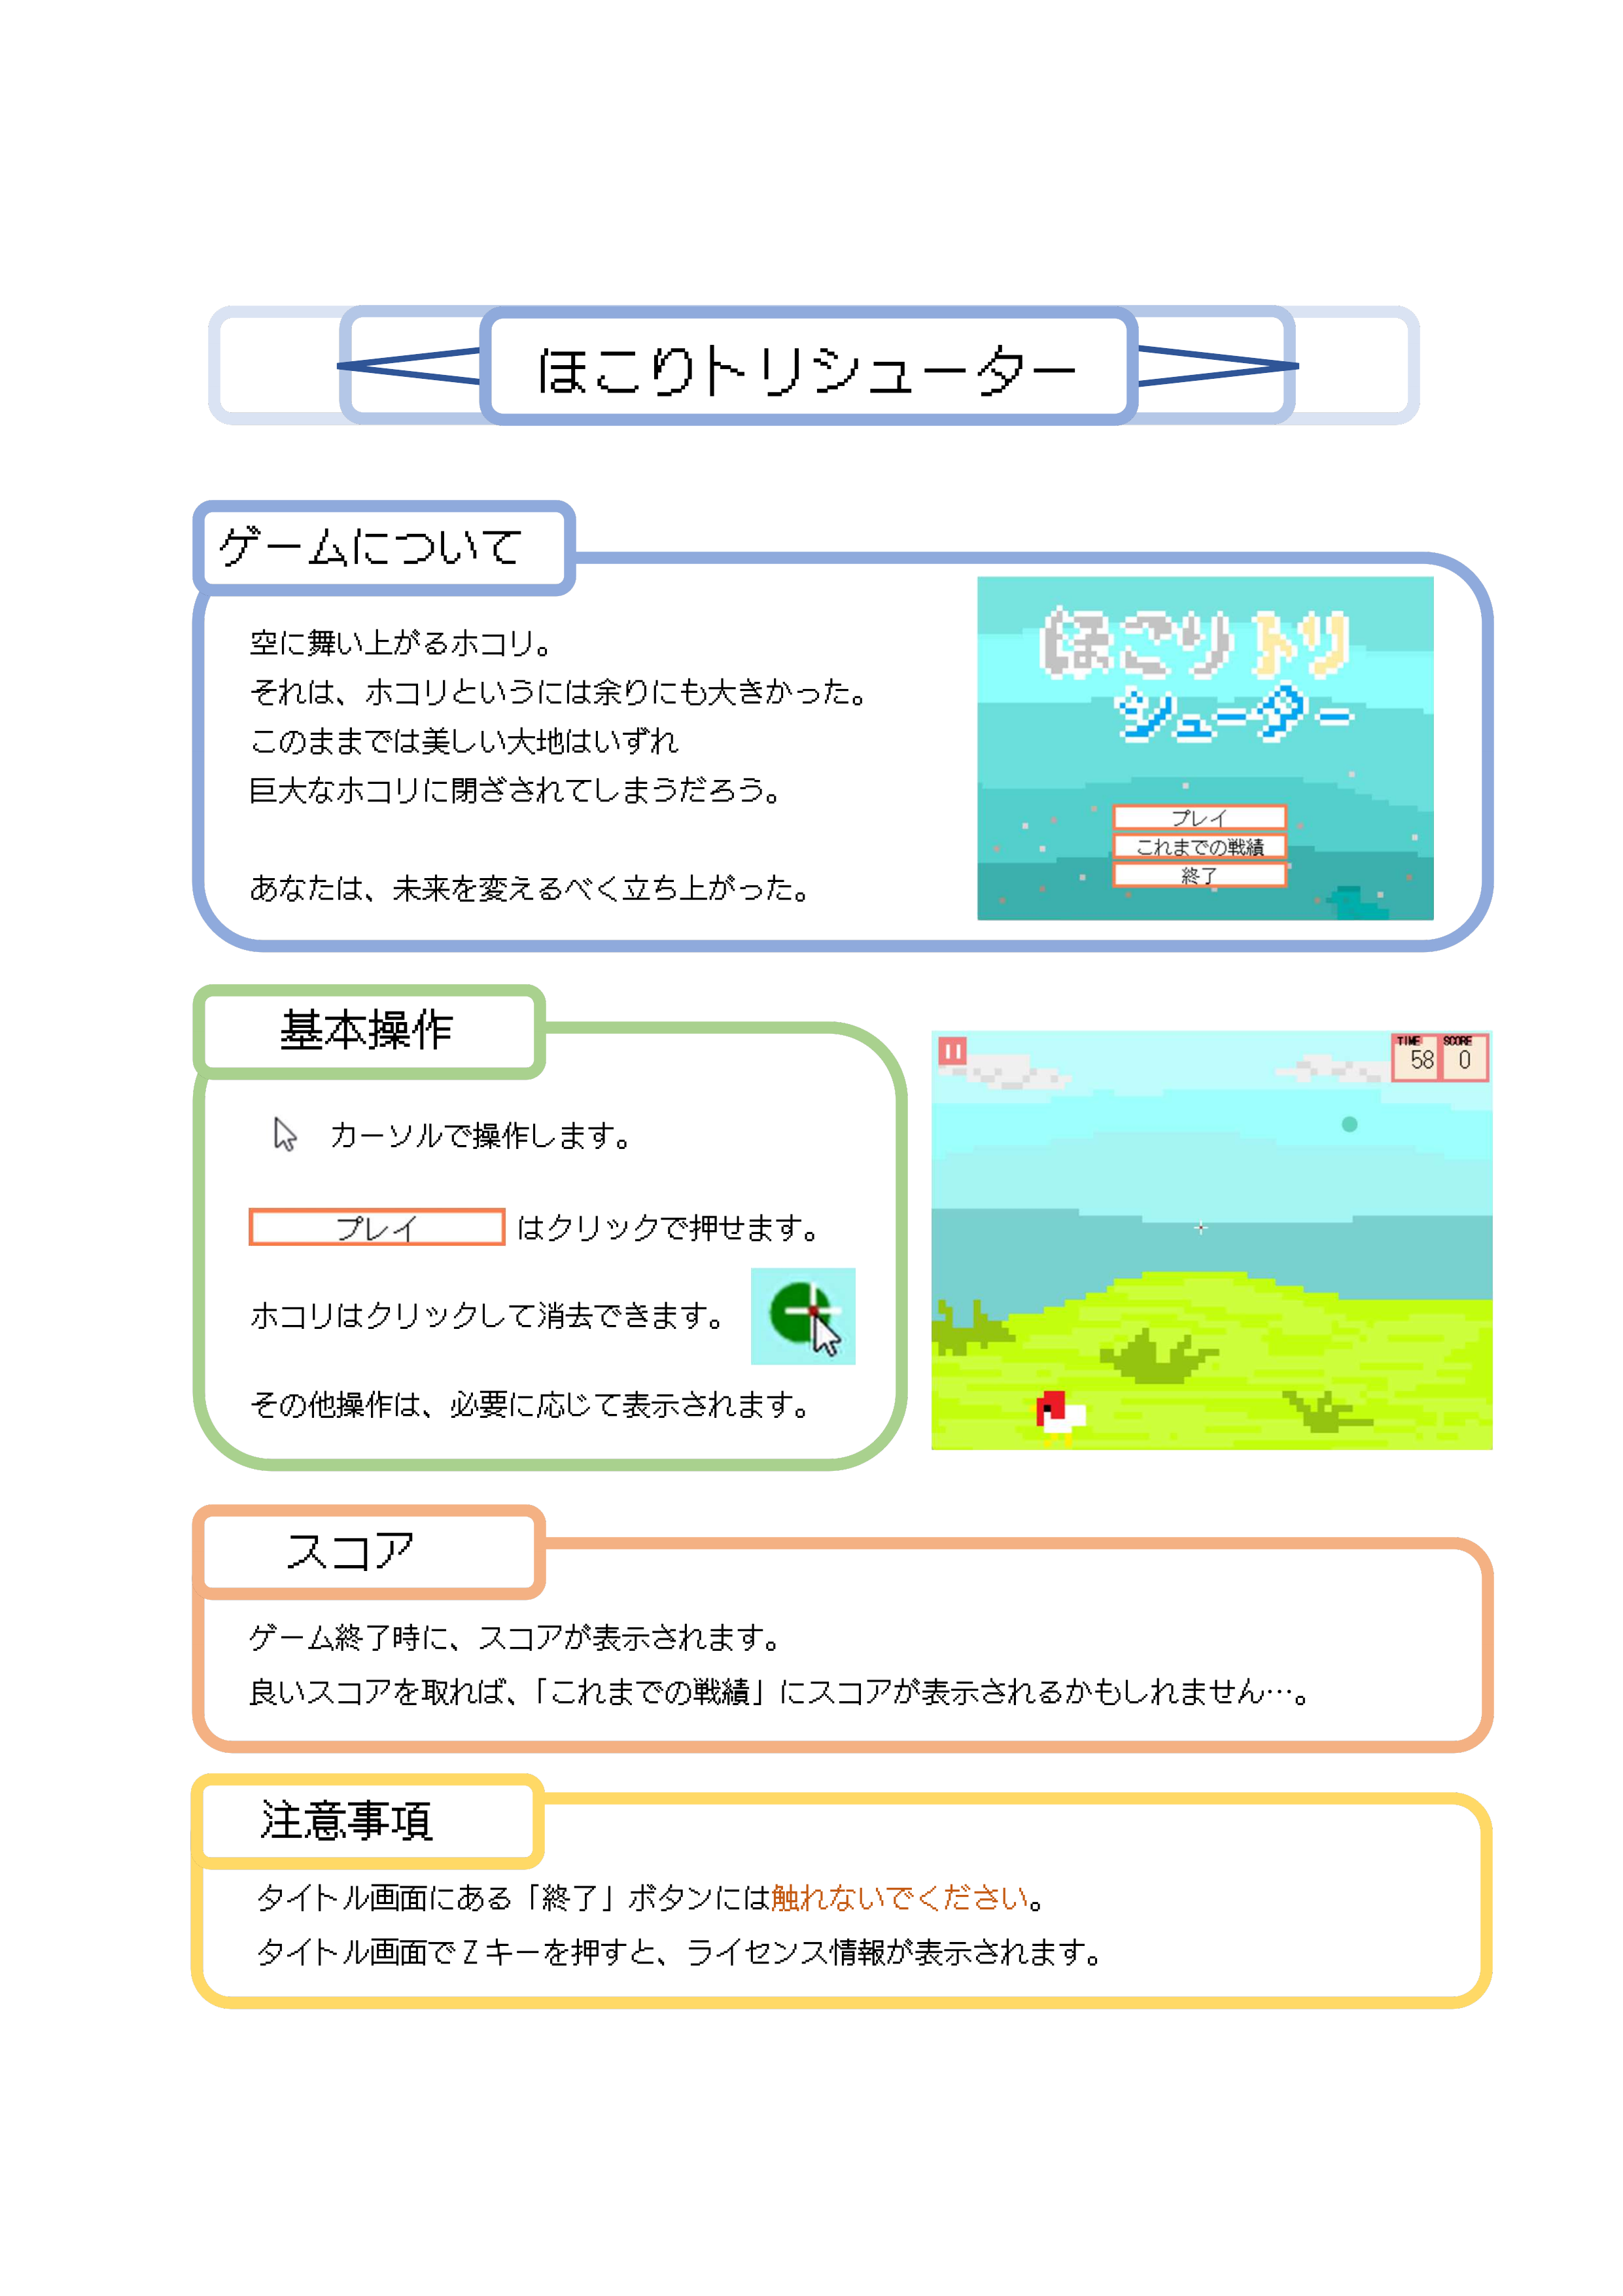 ほこりトリシューター
ゲームについて
空に舞い上がるホコリ。
それは、ホコリというには余りにも大きかった。
このままでは美しい大地はいずれ
巨大なホコリに閉ざされてしまうだろう。
あなたは、未来を変えるべく立ち上がった。
ほこりトリ
シューター
プレイ
これまでの戦績
終了
基本操作
カーソルで操作します。
プレイ はクリックで押せます。
ホコリはクリックして消去できます。
その他操作は、必要に応じて表示されます。
TIME SCORE
58 0
スコア
ゲーム終了時に、スコアが表示されます。
良いスコアを取れば、「これまでの戦績」にスコアが表示されるかもしれません…。
注意事項
タイトル画面にある「終了」ボタンには触れないでください。
タイトル画面でZキーを押すと、ライセンス情報が表示されます。